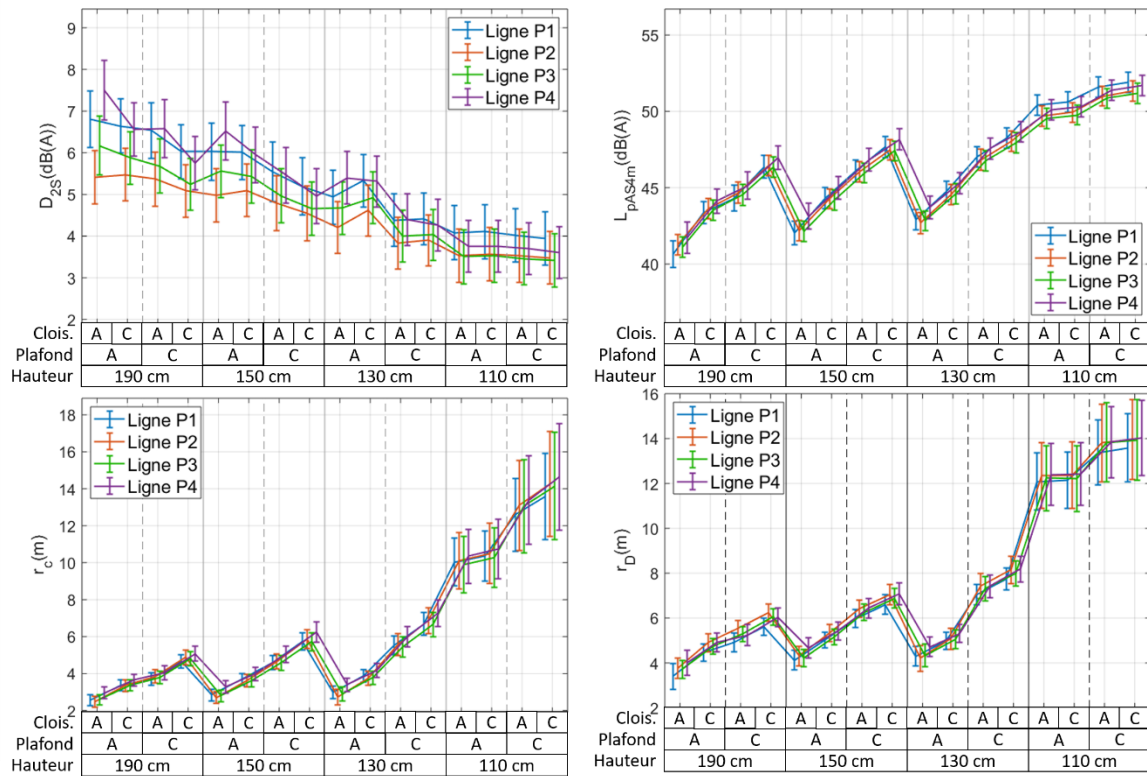 9
8
7
6
5
4
3
2
D2S(dB(A))
Ligne P1
Ligne P2
Ligne P3
Ligne P4
Clois. A C A C A C A C A C A C A C A C
Plafond A C A C A C A C
Hauteur 190 cm 150 cm 130 cm 110 cm
55
50
45
40
LpAS4m(dB(A))
Ligne P1
Ligne P2
Ligne P3
Ligne P4
Clois. A C A C A C A C A C A C A C A C
Plafond A C A C A C A C
Hauteur 190 cm 150 cm 130 cm 110 cm
18
16
14
12
10
8
6
4
2
rc(m)
Ligne P1
Ligne P2
Ligne P3
Ligne P4
Clois. A C A C A C A C A C A C A C A C
Plafond A C A C A C A C
Hauteur 190 cm 150 cm 130 cm 110 cm
16
14
12
10
8
6
4
2
rD(m)
Ligne P1
Ligne P2
Ligne P3
Ligne P4
Clois. A C A C A C A C A C A C A C A C
Plafond A C A C A C A C
Hauteur 190 cm 150 cm 130 cm 110 cm